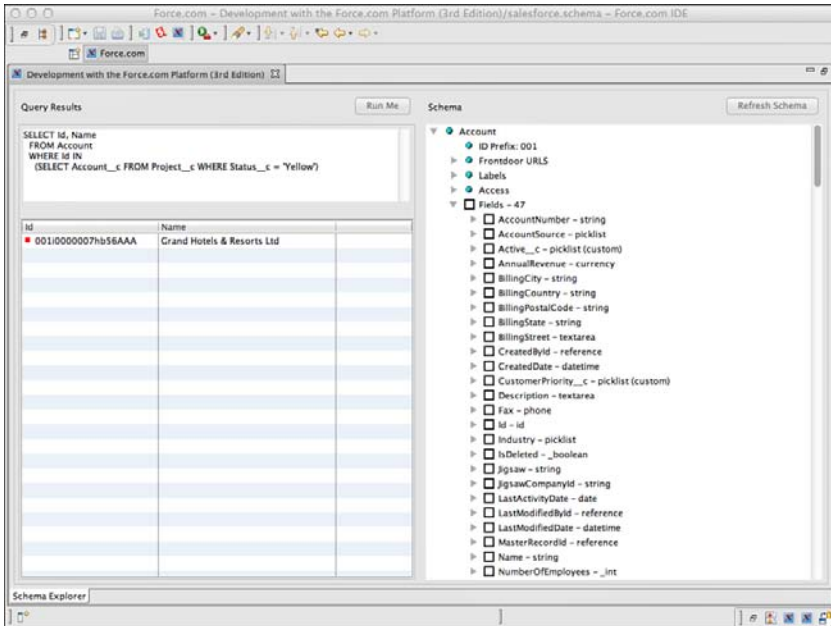 Force.com – Development with the Force.com Platform (3rd Edition)/salesforce.schema – Force.com IDE
Force.com
Development with the Force.com Platform (3rd Edition)
Query Results
Run Me
SELECT Id, Name
FROM Account
WHERE Id IN
(SELECT Account__c FROM Project__c WHERE Status__c = 'Yellow')
Id Name
001i0000007hb56AAA Grand Hotels & Resorts Ltd
Schema
Refresh Schema
Account
ID Prefix: 001
Frontdoor URLS
Labels
Access
Fields – 47
AccountNumber – string
AccountSource – picklist
Active__c – picklist (custom)
AnnualRevenue – currency
BillingCity – string
BillingCountry – string
BillingPostalCode – string
BillingState – string
BillingStreet – textarea
CreatedById – reference
CreatedDate – datetime
CustomerPriority__c – picklist (custom)
Description – textarea
Fax – phone
Id – id
Industry – picklist
IsDeleted – _boolean
Jigsaw – string
JigsawCompanyId – string
LastActivityDate – date
LastModifiedById – reference
LastModifiedDate – datetime
MasterRecordId – reference
Name – string
NumberOfEmployees – _int
Schema Explorer